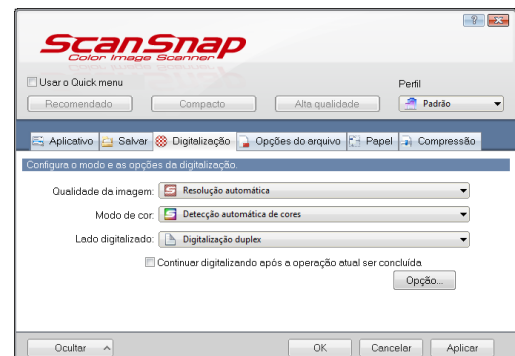 ScanSnap
Color Image Scanner
Usar o Quick menu
Perfil
Recomendado Compacto Alta qualidade Padrão
Aplicativo Salvar Digitalização Opções do arquivo Papel Compressão
Configura o modo e as opções da digitalização.
Qualidade da imagem: Resolução automática
Modo de cor: Detecção automática de cores
Lado digitalizado: Digitalização duplex
Continuar digitalizando após a operação atual ser concluída
Opção...
Ocultar OK Cancelar Aplicar